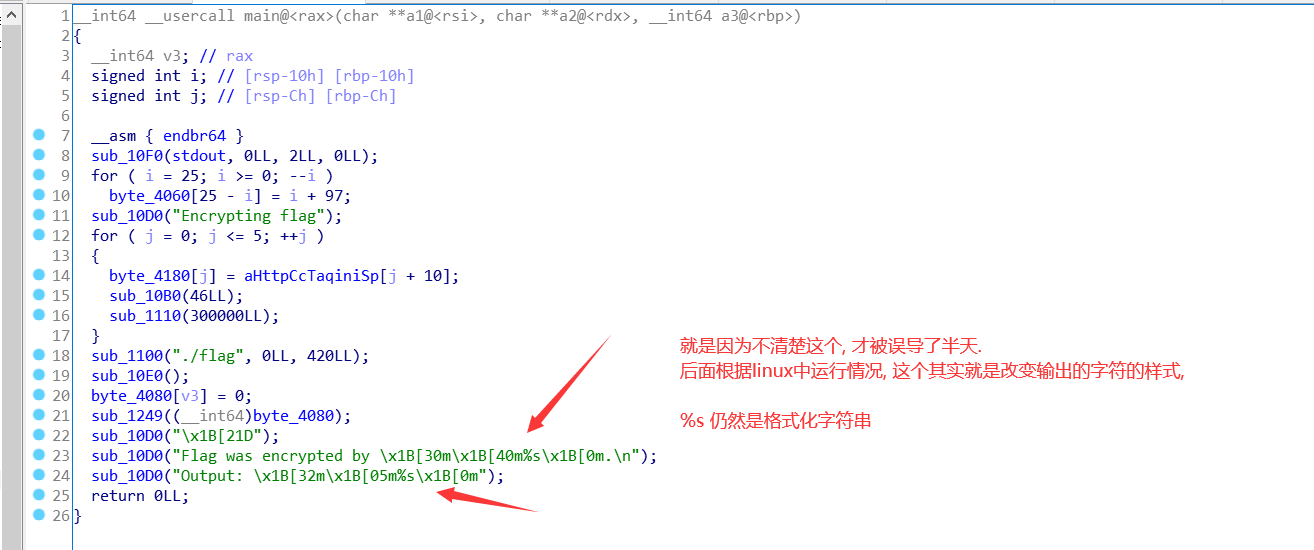 1 __int64 __usercall main@<rax>(char **a1@<rsi>, char **a2@<rdx>, __int64 a3@<rbp>)
2 {
3 __int64 v3; // rax
4 signed int i; // [rsp-10h] [rbp-10h]
5 signed int j; // [rsp-Ch] [rbp-Ch]
6
7 __asm { endbr64 }
8 sub_10F0(stdout, 0LL, 2LL, 0LL);
9 for ( i = 25; i >= 0; --i )
10 byte_4060[25 - i] = i + 97;
11 sub_10D0("Encrypting flag");
12 for ( j = 0; j <= 5; ++j )
13 {
14 byte_4180[j] = aHttpCcTaqiniSp[j + 10];
15 sub_10B0(46LL);
16 sub_1110(300000LL);
17 }
18 sub_1100("./flag", 0LL, 420LL);
19 sub_10E0();
20 byte_4080[v3] = 0;
21 sub_1249((__int64)byte_4080);
22 sub_10D0("\x1B[21D");
23 sub_10D0("Flag was encrypted by \x1B[30m\x1B[40m%s\x1B[0m.\n");
24 sub_10D0("Output: \x1B[32m\x1B[05m%s\x1B[0m");
25 return 0LL;
26 }
就是因为不清楚这个, 才被误导了半天.
后面根据linux中运行情况, 这个其实就是改变输出的字符的样式,
%s 仍然是格式化字符串